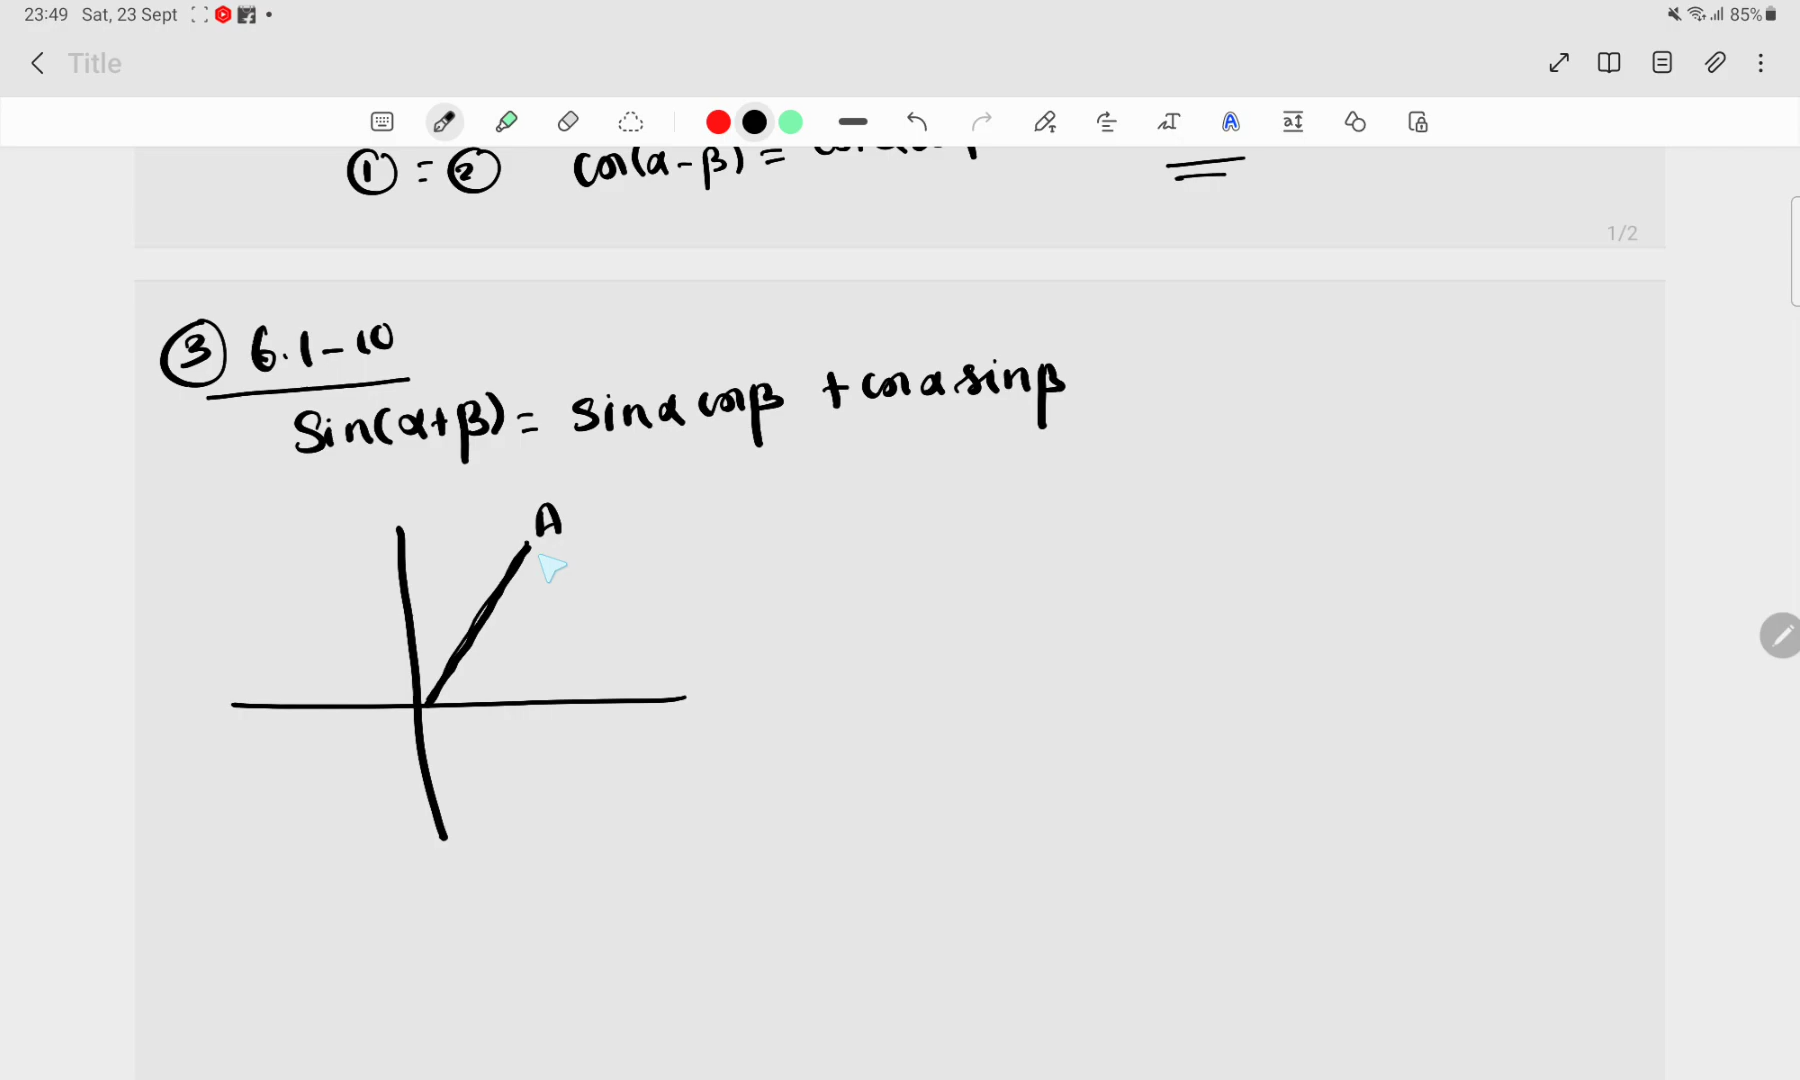 23:49 Sat, 23 Sept 85%
Title
① = ② cos(α-β) =
1/2
③ 6.1-10
Sin(α+β) = sinα cosβ + cosα sinβ
A